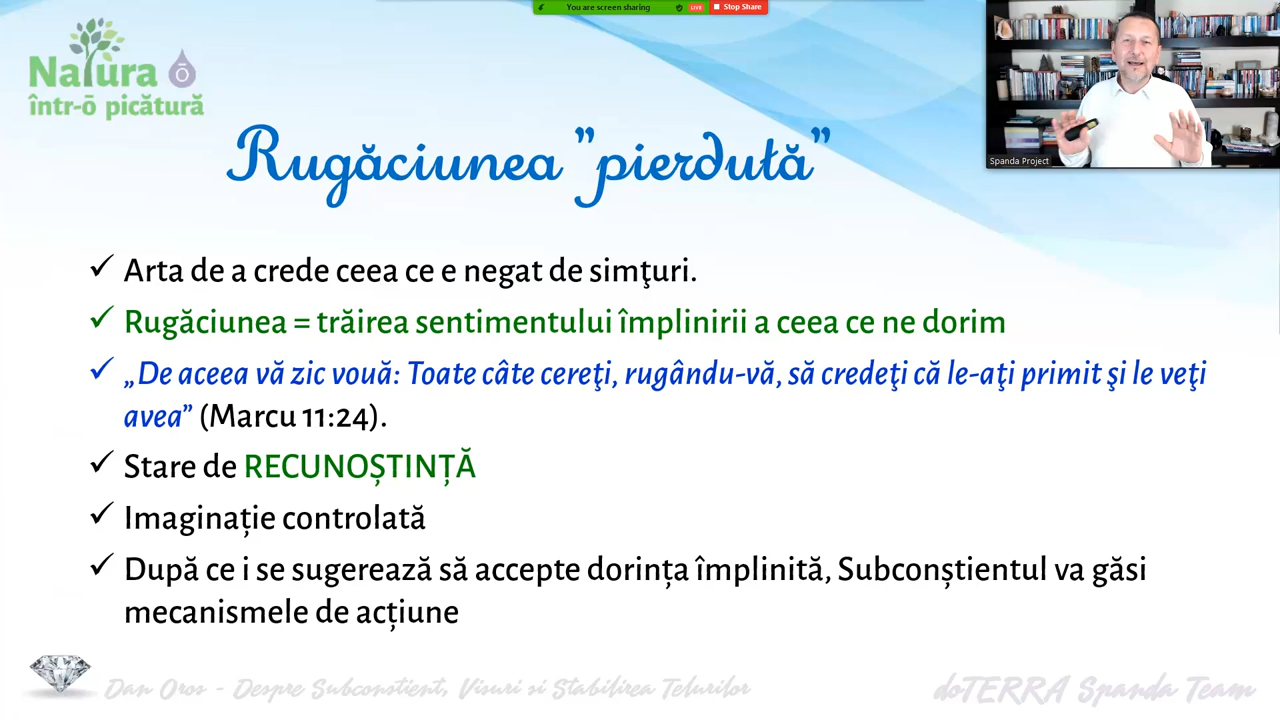 You are screen sharing LIVE Stop Share
Natura
într-ō picătură
Spanda Project
Rugăciunea "pierdută"
✓ Arta de a crede ceea ce e negat de simţuri.
✓ Rugăciunea = trăirea sentimentului împlinirii a ceea ce ne dorim
✓ „De aceea vă zic vouă: Toate câte cereţi, rugându-vă, să credeţi că le-aţi primit şi le veţi
avea” (Marcu 11:24).
✓ Stare de RECUNOȘTINȚĂ
✓ Imaginație controlată
✓ După ce i se sugerează să accepte dorința împlinită, Subconștientul va găsi
mecanismele de acțiune
Dan Oros - Despre Subconstient, Visuri si Stabilirea Telurilor
doTERRA Spanda Team